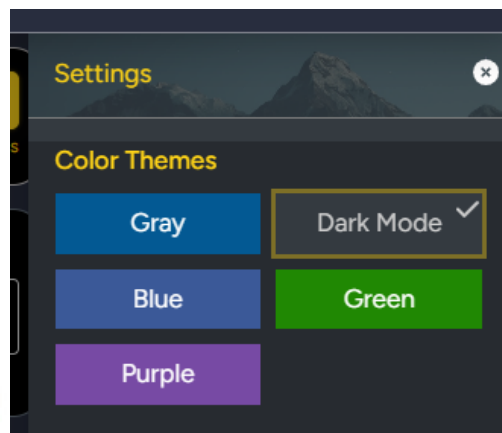 Settings
Color Themes
Gray
Dark Mode
Blue
Green
Purple
s